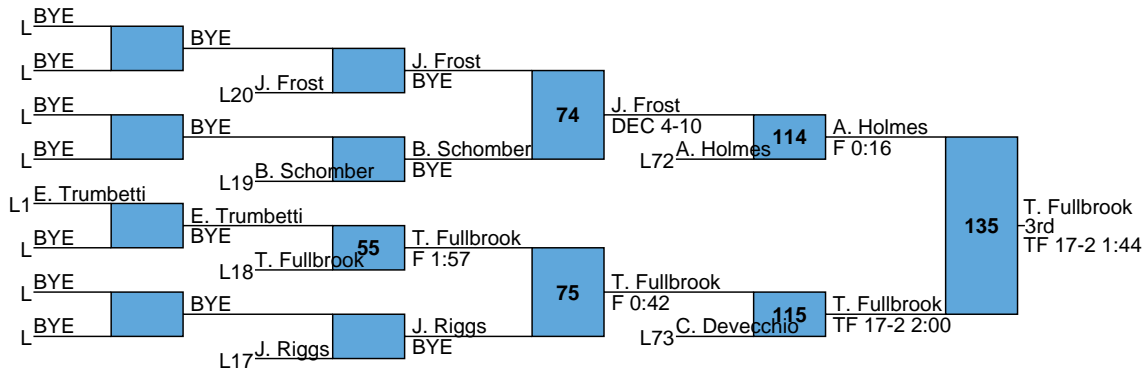 BYE
L
BYE
L
BYE
J. Frost
L20
J. Frost
BYE
BYE
L
BYE
L
BYE
B. Schomber
L19
B. Schomber
BYE
74
J. Frost
DEC 4-10
A. Holmes
L72
114
A. Holmes
F 0:16
E. Trumbetti
L1
BYE
L
E. Trumbetti
BYE
T. Fullbrook
L18
55
T. Fullbrook
F 1:57
BYE
L
BYE
L
BYE
J. Riggs
L17
J. Riggs
BYE
75
T. Fullbrook
F 0:42
C. Devecchio
L73
115
T. Fullbrook
TF 17-2 2:00
135
T. Fullbrook
3rd
TF 17-2 1:44